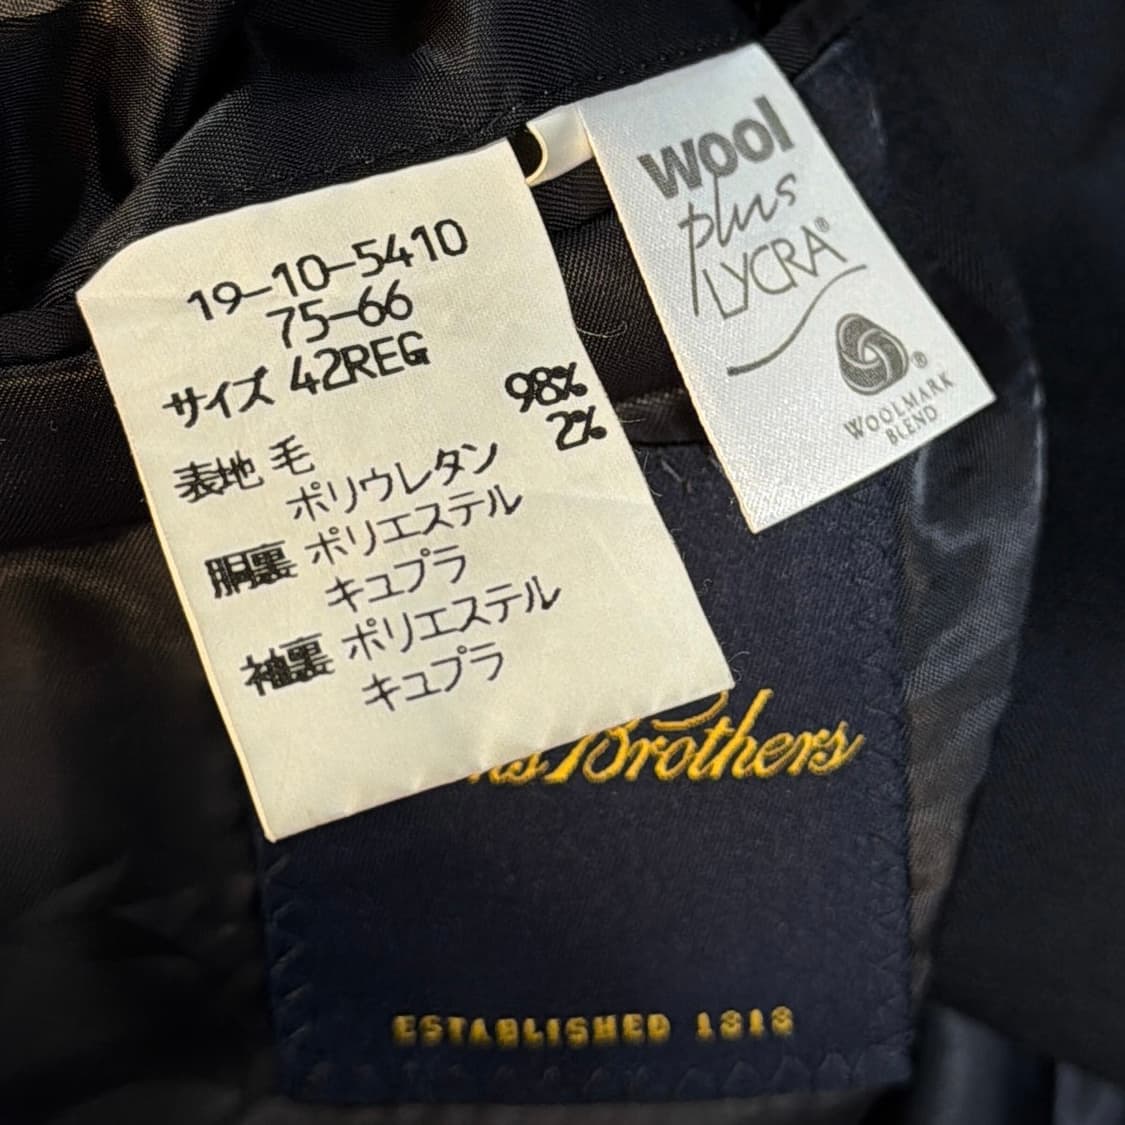 19-10-5410
75-66
サイズ 42REG
表地 毛 98%
ポリウレタン 2%
胴裏 ポリエステル
キュプラ
袖裏 ポリエステル
キュプラ
wool
plus
LYCRA®
®
WOOLMARK
BLEND
Brothers
ESTABLISHED 1818